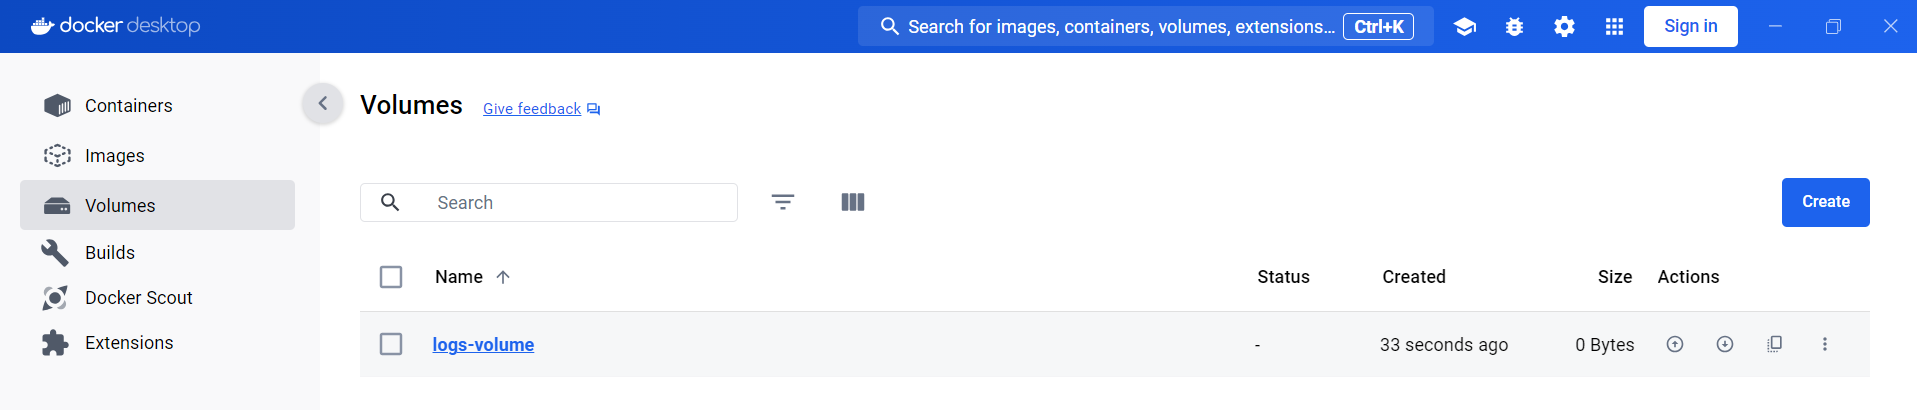 docker desktop
Search for images, containers, volumes, extensions... Ctrl+K
Sign in
Containers
Images
Volumes
Builds
Docker Scout
Extensions
Volumes Give feedback
Search
Create
Name Status Created Size Actions
logs-volume - 33 seconds ago 0 Bytes